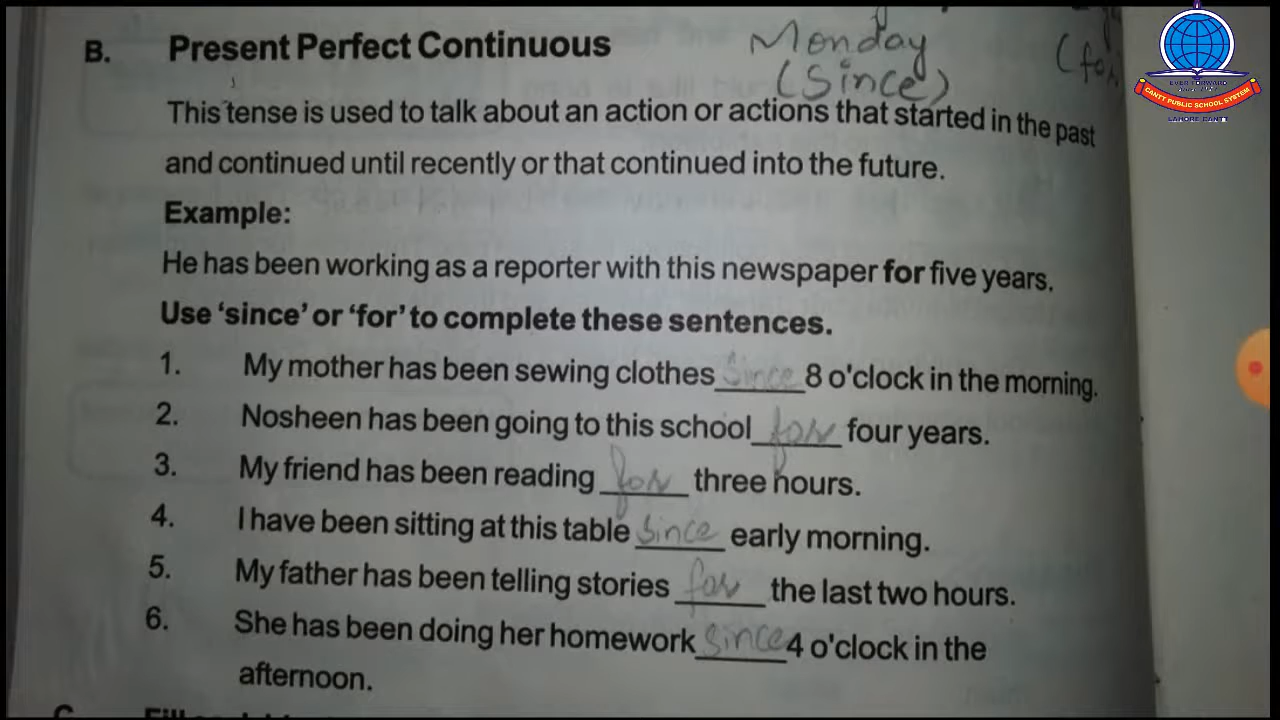 Monday
(Since)
(for
EVER FORWARD
CANTT PUBLIC SCHOOL SYSTEM
LAHORE CANTT
B. Present Perfect Continuous
This tense is used to talk about an action or actions that started in the past
and continued until recently or that continued into the future.
Example:
He has been working as a reporter with this newspaper for five years.
Use 'since' or 'for' to complete these sentences.
1. My mother has been sewing clothes since 8 o'clock in the morning.
2. Nosheen has been going to this school for four years.
3. My friend has been reading for three hours.
4. I have been sitting at this table since early morning.
5. My father has been telling stories for the last two hours.
6. She has been doing her homework since 4 o'clock in the
afternoon.
C.